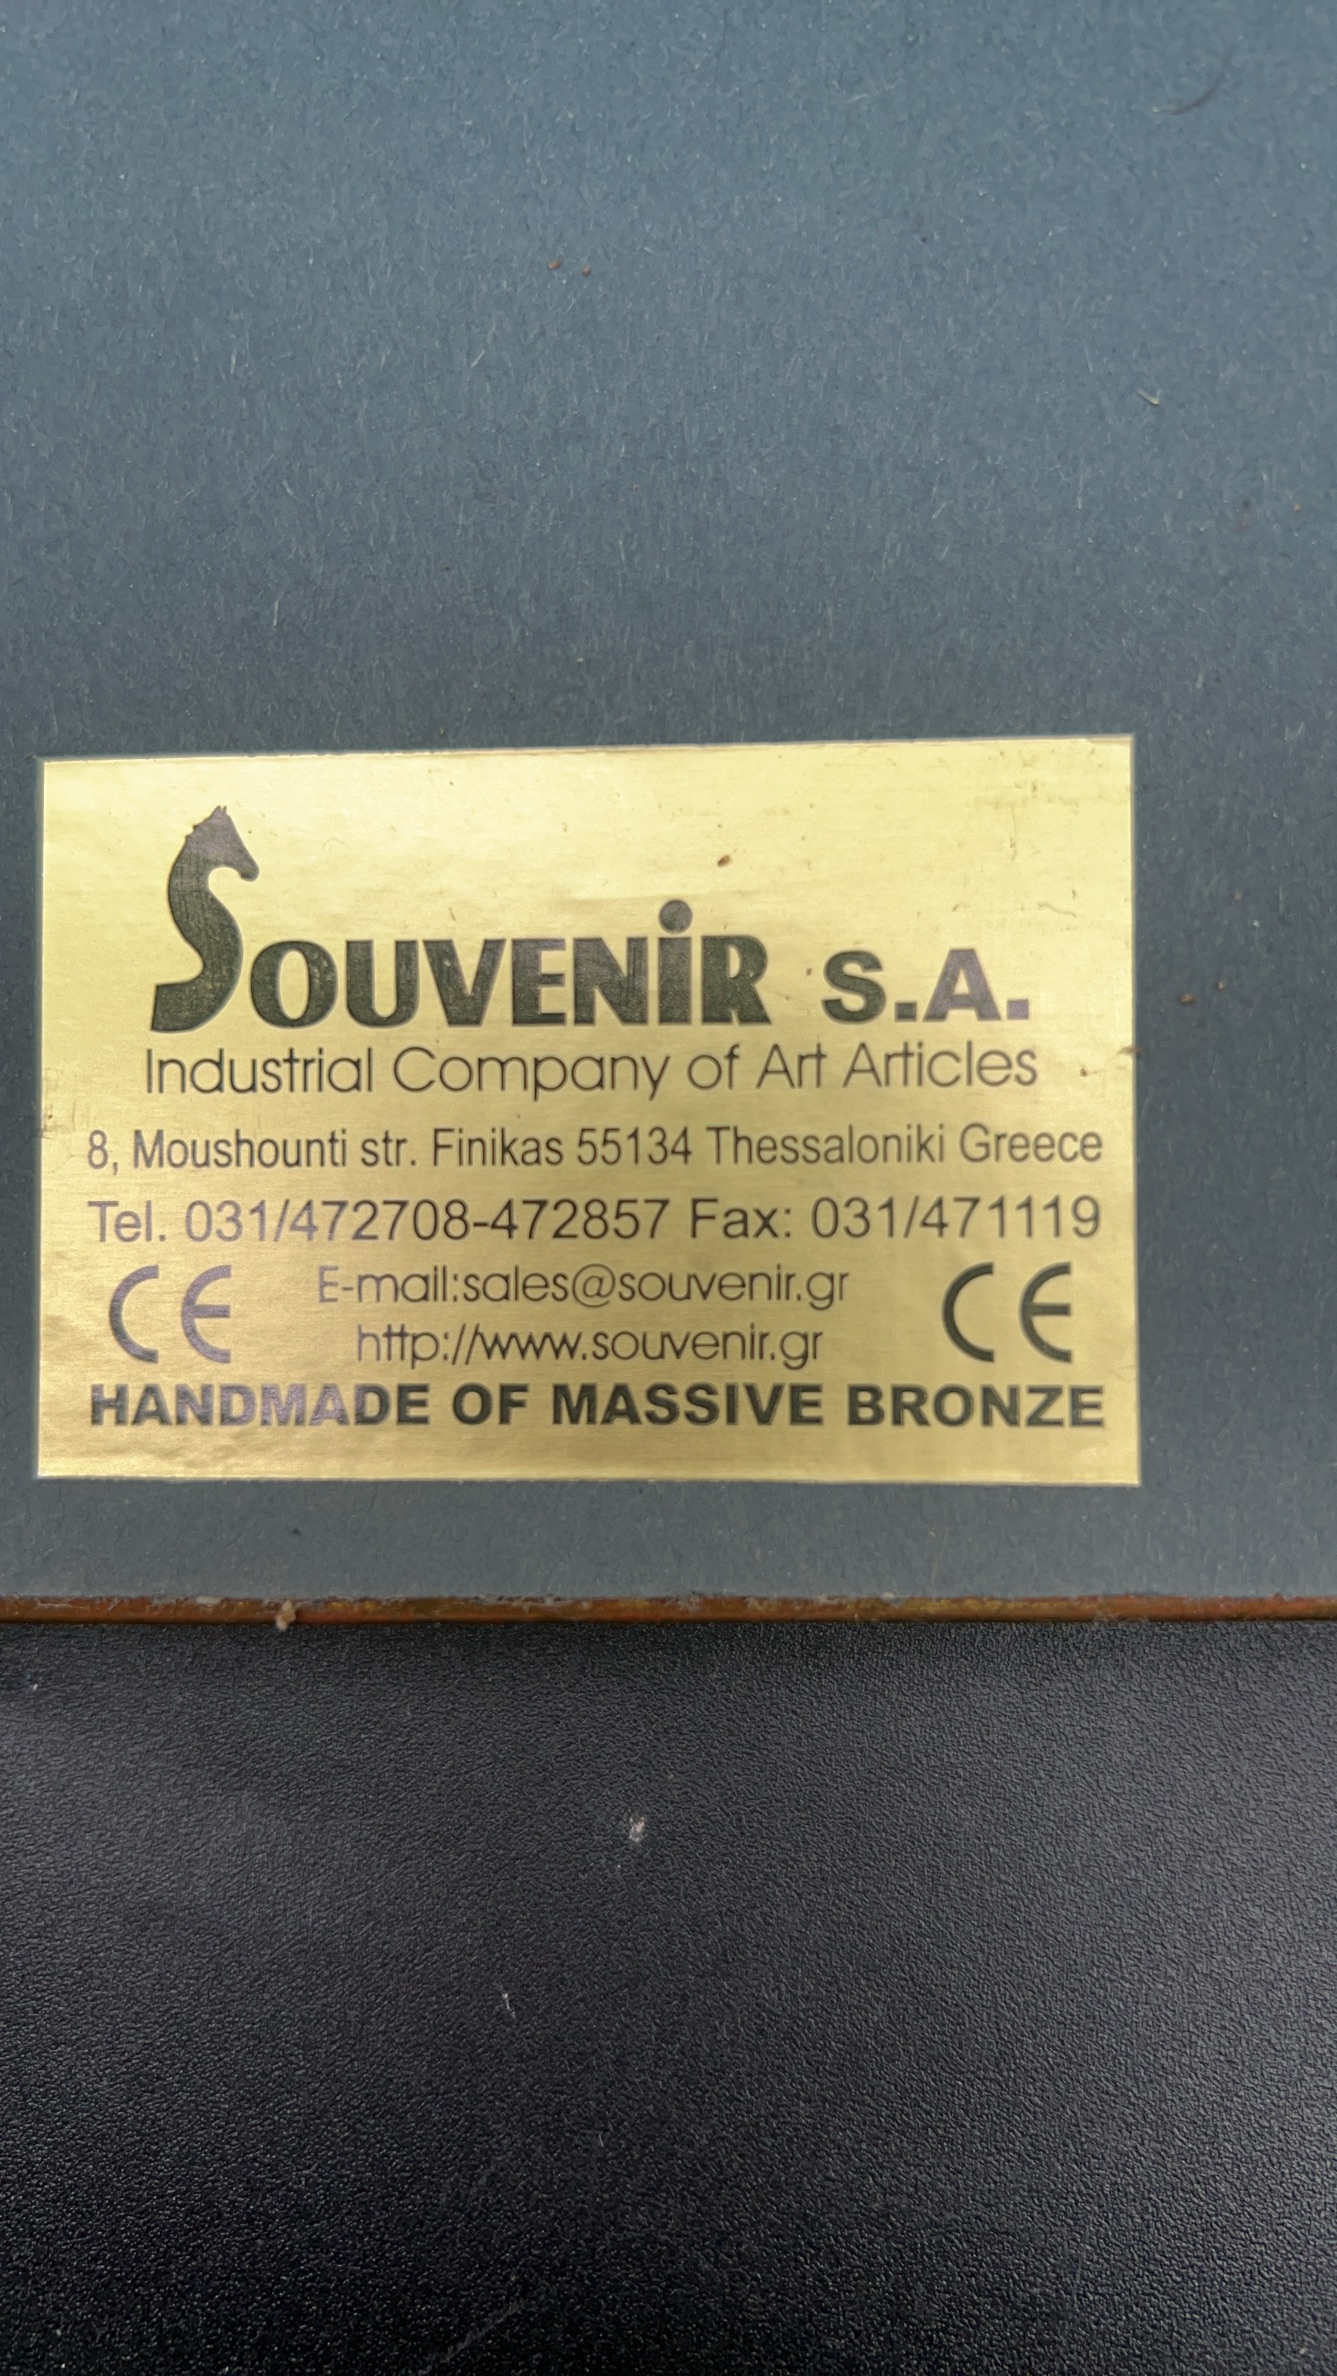 SOUVENiR S.A.
Industrial Company of Art Articles
8, Moushounti str. Finikas 55134 Thessaloniki Greece
Tel. 031/472708-472857 Fax: 031/471119
CE E-mail:sales@souvenir.gr CE
http://www.souvenir.gr
HANDMADE OF MASSIVE BRONZE